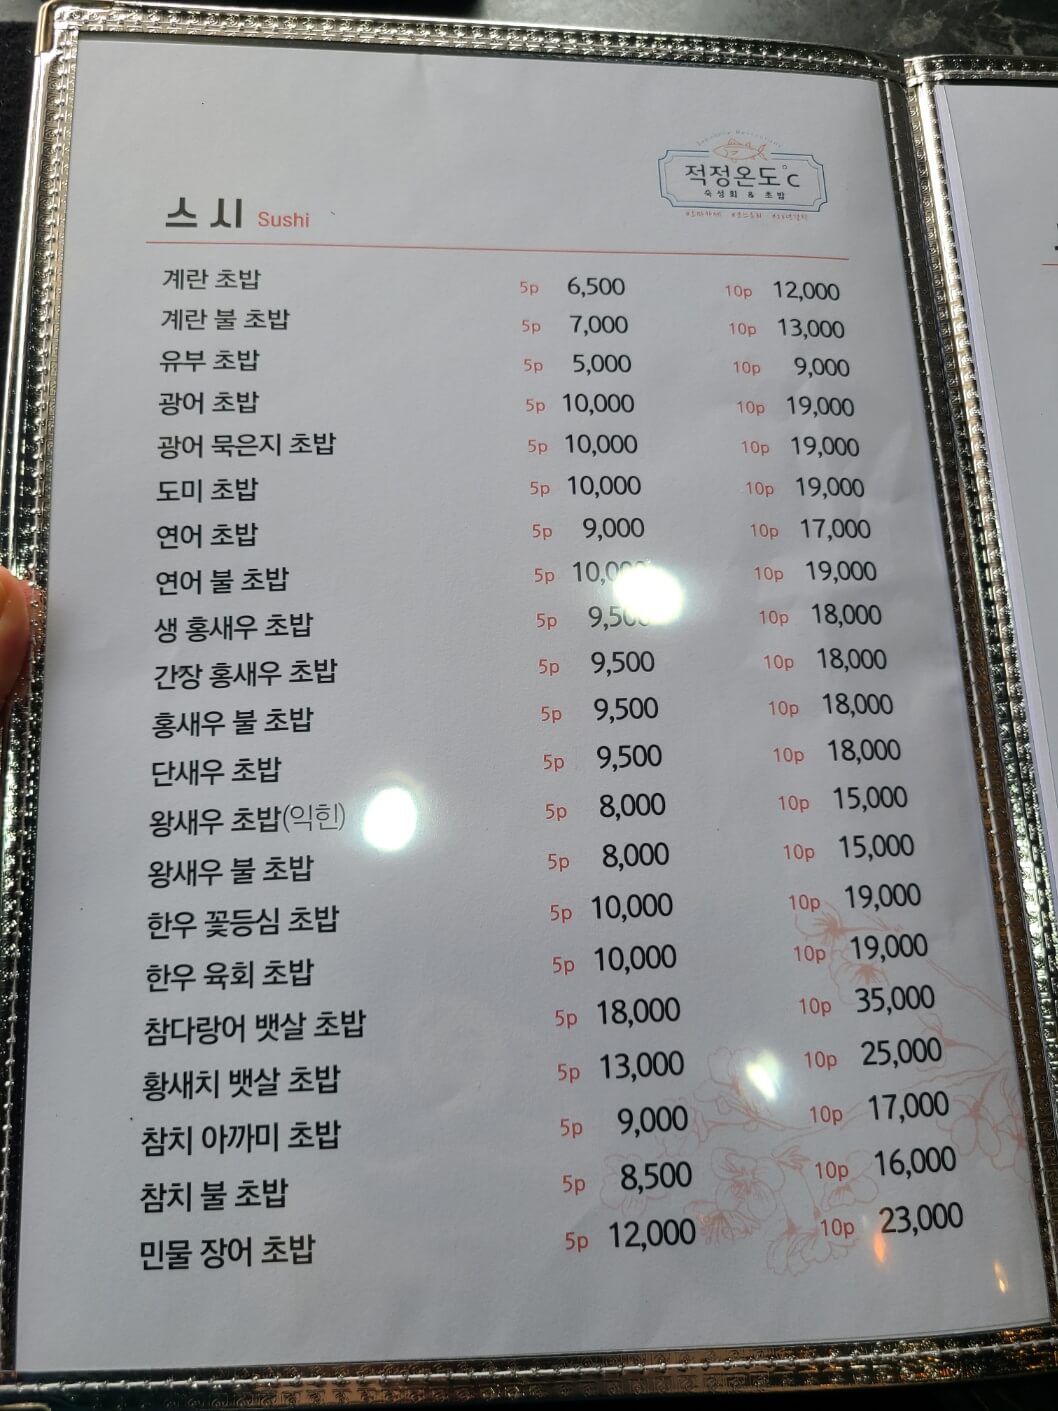 적정온도℃
숙성회 & 초밥
스시 Sushi
계란 초밥 5p 6,500 10p 12,000
계란 불 초밥 5p 7,000 10p 13,000
유부 초밥 5p 5,000 10p 9,000
광어 초밥 5p 10,000 10p 19,000
광어 묵은지 초밥 5p 10,000 10p 19,000
도미 초밥 5p 10,000 10p 19,000
연어 초밥 5p 9,000 10p 17,000
연어 불 초밥 5p 10,000 10p 19,000
생 홍새우 초밥 5p 9,500 10p 18,000
간장 홍새우 초밥 5p 9,500 10p 18,000
홍새우 불 초밥 5p 9,500 10p 18,000
단새우 초밥 5p 9,500 10p 18,000
왕새우 초밥(익힌) 5p 8,000 10p 15,000
왕새우 불 초밥 5p 8,000 10p 15,000
한우 꽃등심 초밥 5p 10,000 10p 19,000
한우 육회 초밥 5p 10,000 10p 19,000
참다랑어 뱃살 초밥 5p 18,000 10p 35,000
황새치 뱃살 초밥 5p 13,000 10p 25,000
참치 아까미 초밥 5p 9,000 10p 17,000
참치 불 초밥 5p 8,500 10p 16,000
민물 장어 초밥 5p 12,000 10p 23,000